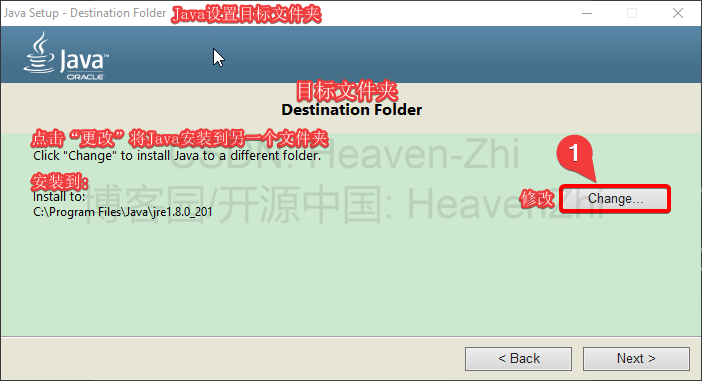 Java Setup - Destination Folder Java设置目标文件夹
Java
ORACLE
目标文件夹
Destination Folder
点击“更改”将Java安装到另一个文件夹
Click "Change" to install Java to a different folder.
CSDN: Heaven-Zhi
1
安装到:
Install to:
博客园/开源中国: HeavenZhi
修改 Change...
C:\Program Files\Java\jre1.8.0_201
< Back Next >